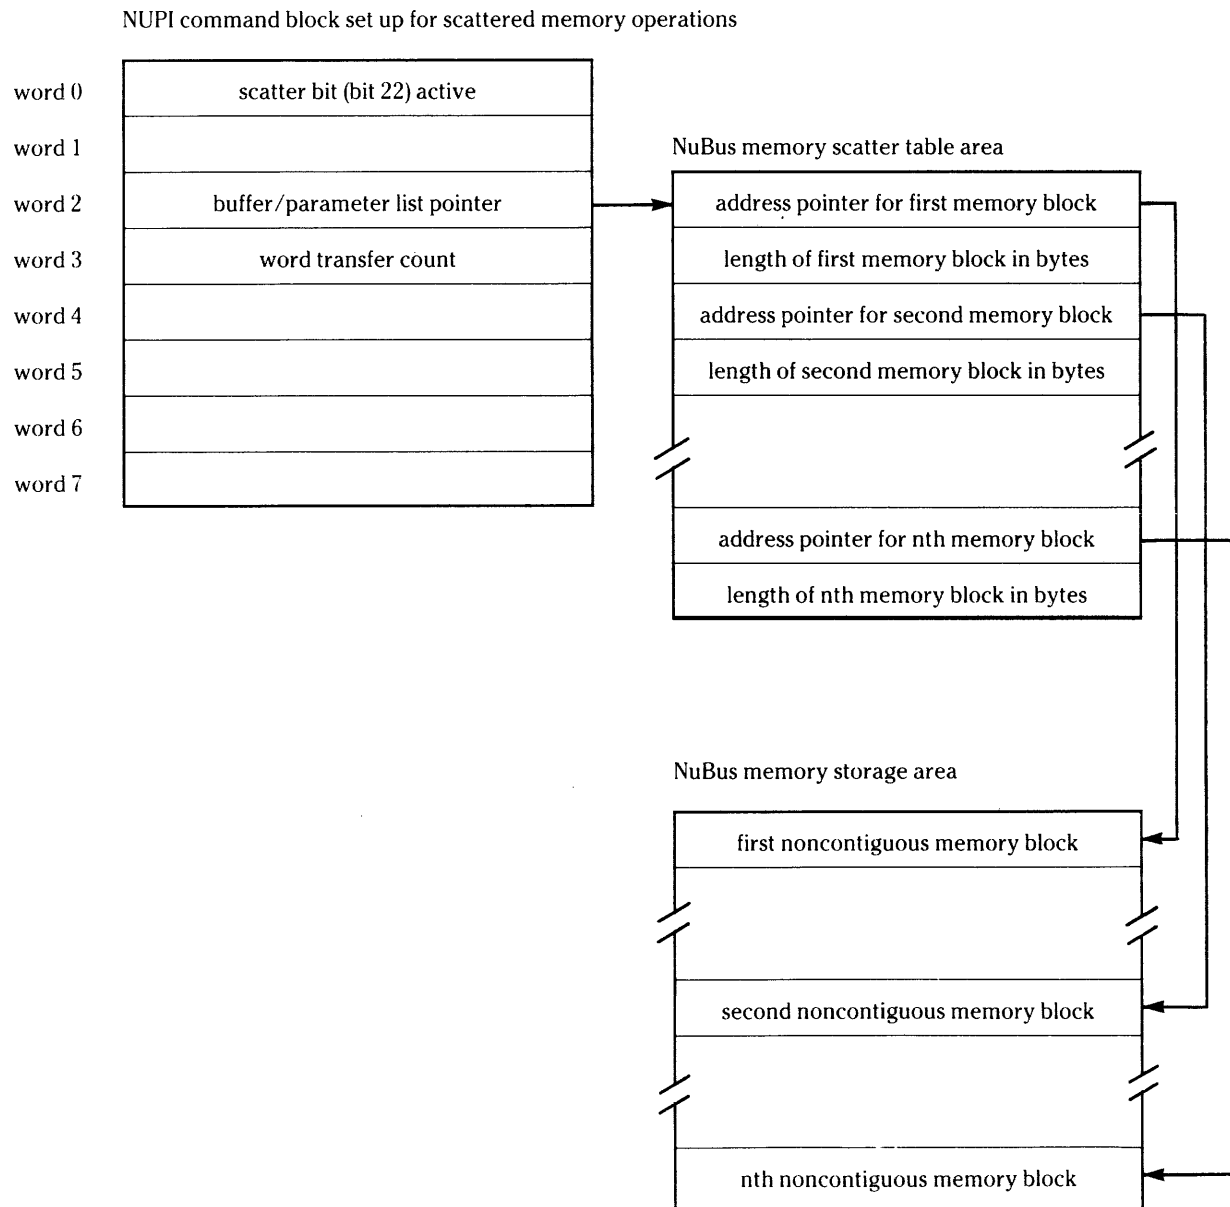 NUPI command block set up for scattered memory operations
word 0
scatter bit (bit 22) active
word 1
word 2
buffer/parameter list pointer
word 3
word transfer count
word 4
word 5
word 6
word 7
NuBus memory scatter table area
address pointer for first memory block
length of first memory block in bytes
address pointer for second memory block
length of second memory block in bytes
address pointer for nth memory block
length of nth memory block in bytes
NuBus memory storage area
first noncontiguous memory block
second noncontiguous memory block
nth noncontiguous memory block